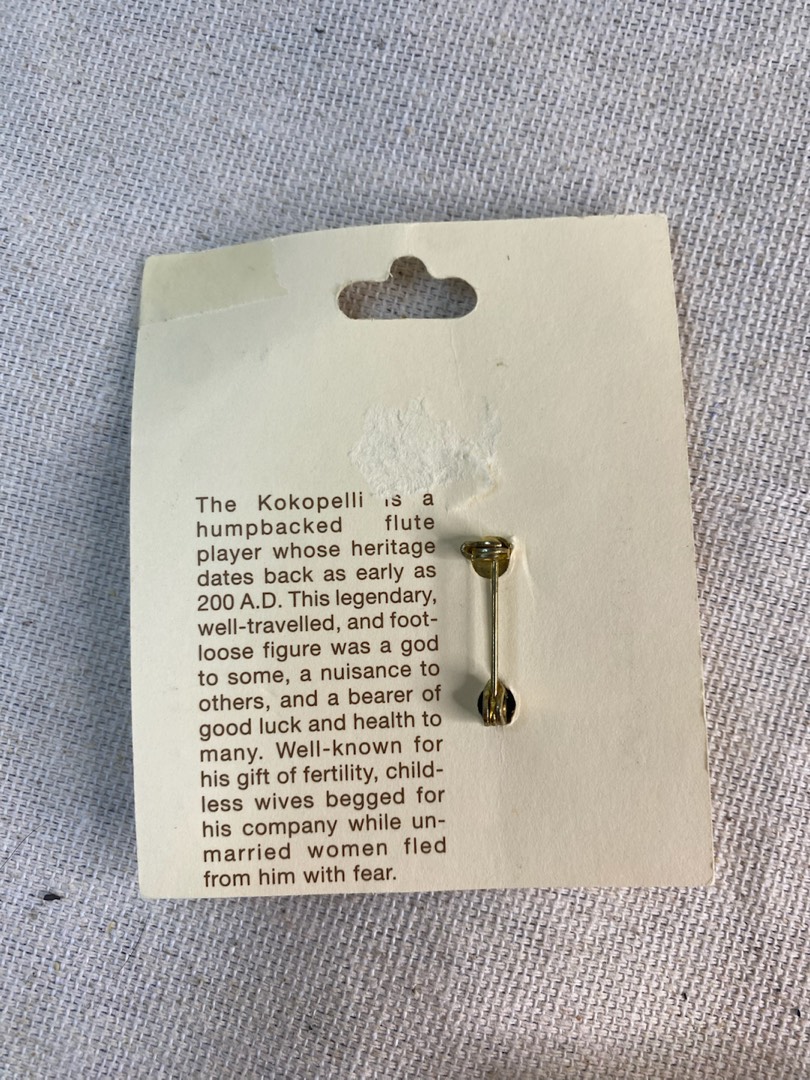 The Kokopelli is a
humpbacked flute
player whose heritage
dates back as early as
200 A.D. This legendary,
well-travelled, and foot-
loose figure was a god
to some, a nuisance to
others, and a bearer of
good luck and health to
many. Well-known for
his gift of fertility, child-
less wives begged for
his company while un-
married women fled
from him with fear.